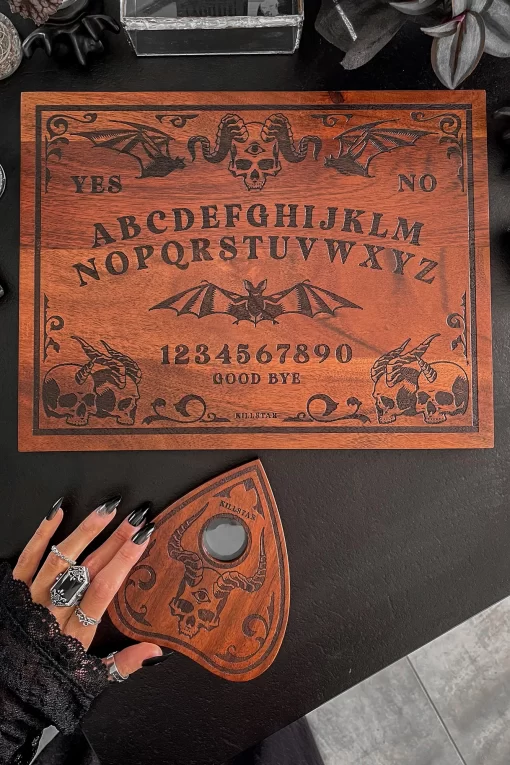 YES NO
ABCDEFGHIJKLM
NOPQRSTUVWXYZ
1234567890
GOOD BYE
KILLSTAR
KILLSTAR